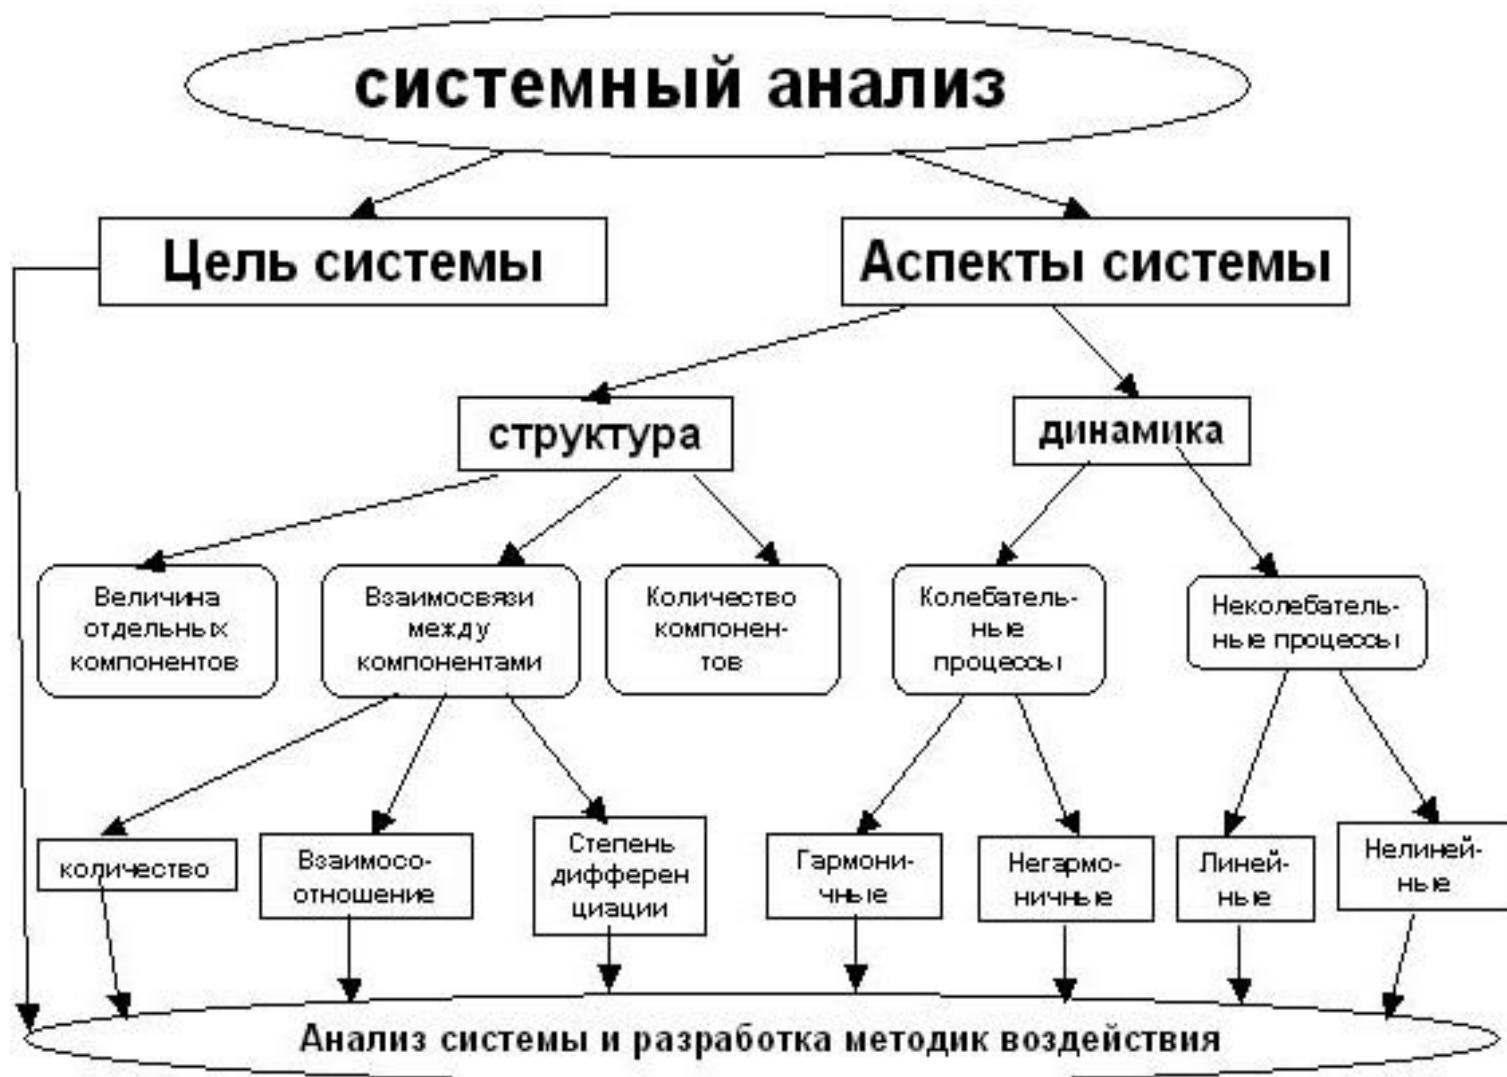 системный анализ
Цель системы
Аспекты системы
структура
динамика
Величина
отдельных
компонентов
Взаимосвязи
между
компонентами
Количество
компонен-
тов
Колебатель-
ные
процессы
Неколебатель-
ные процессы
количество
Взаимосо-
отношение
Степень
дифферен
циации
Гармони-
чные
Негармо-
ничные
Линей-
ные
Нелиней-
ные
Анализ системы и разработка методик воздействия